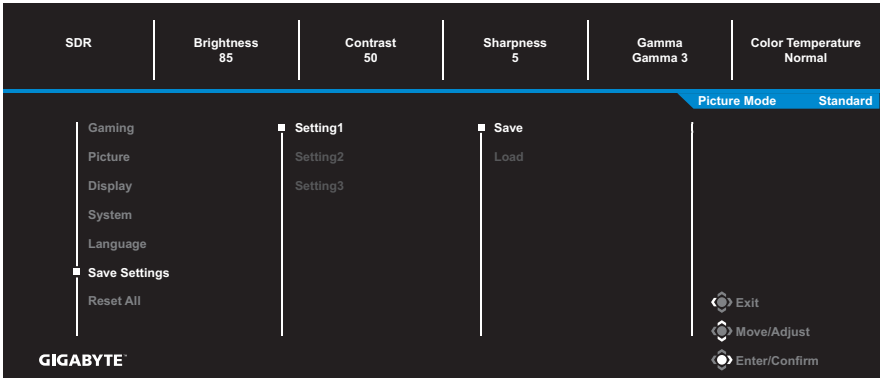 SDR Brightness Contrast Sharpness Gamma Color Temperature
85 50 5 Gamma 3 Normal
Picture Mode Standard
Gaming Setting1 Save
Picture Setting2 Load
Display Setting3
System
Language
Save Settings
Reset All Exit
Move/Adjust
GIGABYTE Enter/Confirm